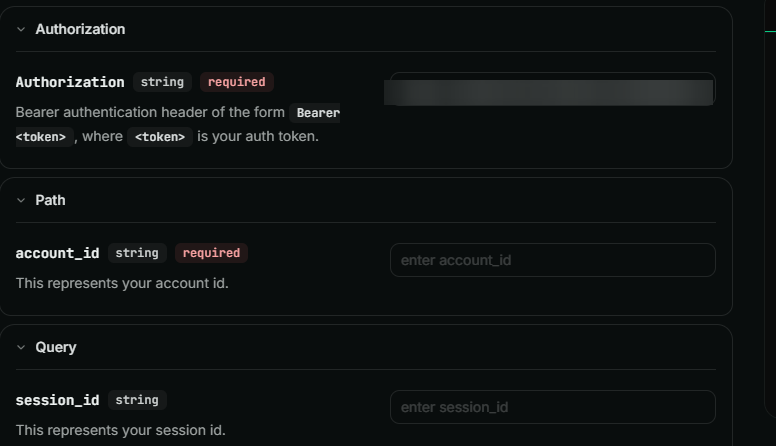 Authorization
Authorization string required
Bearer authentication header of the form Bearer
<token>, where <token> is your auth token.
Path
account_id string required
enter account_id
This represents your account id.
Query
session_id string
enter session_id
This represents your session id.